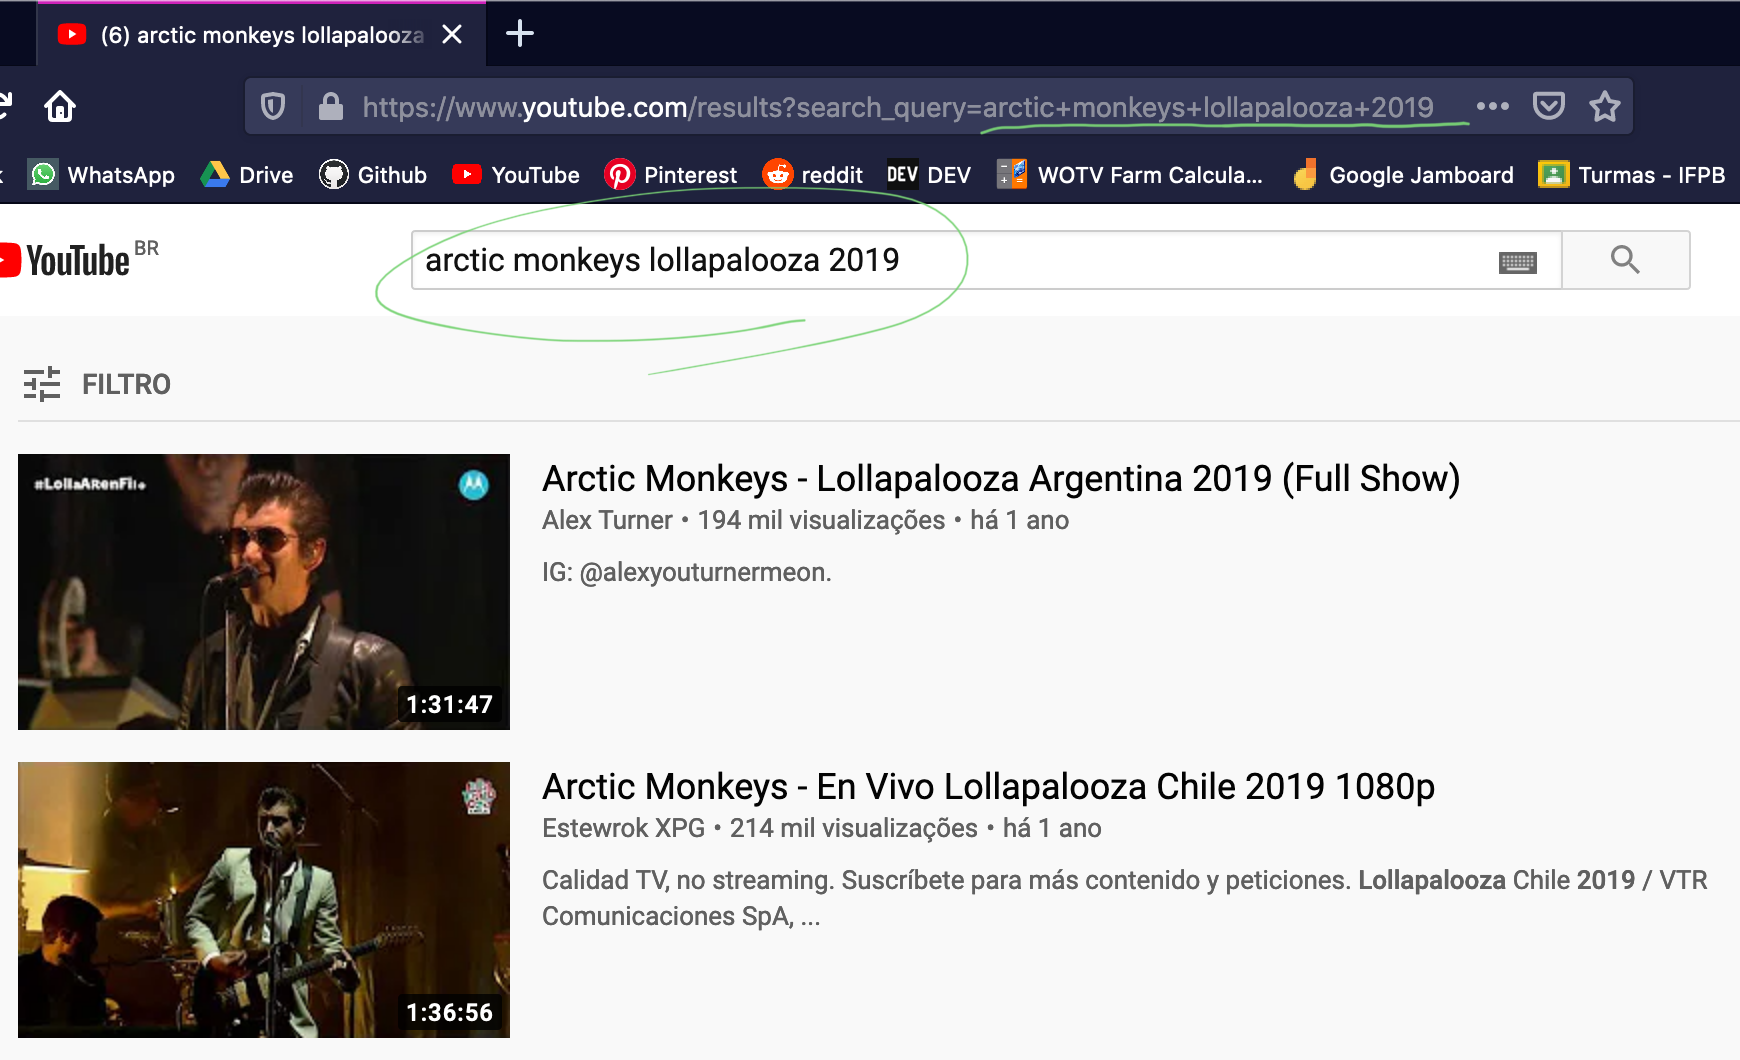 (6) arctic monkeys lollapalooza
https://www.youtube.com/results?search_query=arctic+monkeys+lollapalooza+2019
WhatsApp Drive Github YouTube Pinterest reddit DEV DEV WOTV Farm Calcula... Google Jamboard Turmas - IFPB
YouTube BR
arctic monkeys lollapalooza 2019
FILTRO
#LollaARenFlow
Arctic Monkeys - Lollapalooza Argentina 2019 (Full Show)
Alex Turner • 194 mil visualizações • há 1 ano
IG: @alexyouturnermeon.
1:31:47
Arctic Monkeys - En Vivo Lollapalooza Chile 2019 1080p
Estewrok XPG • 214 mil visualizações • há 1 ano
Calidad TV, no streaming. Suscríbete para más contenido y peticiones. Lollapalooza Chile 2019 / VTR
Comunicaciones SpA, ...
1:36:56